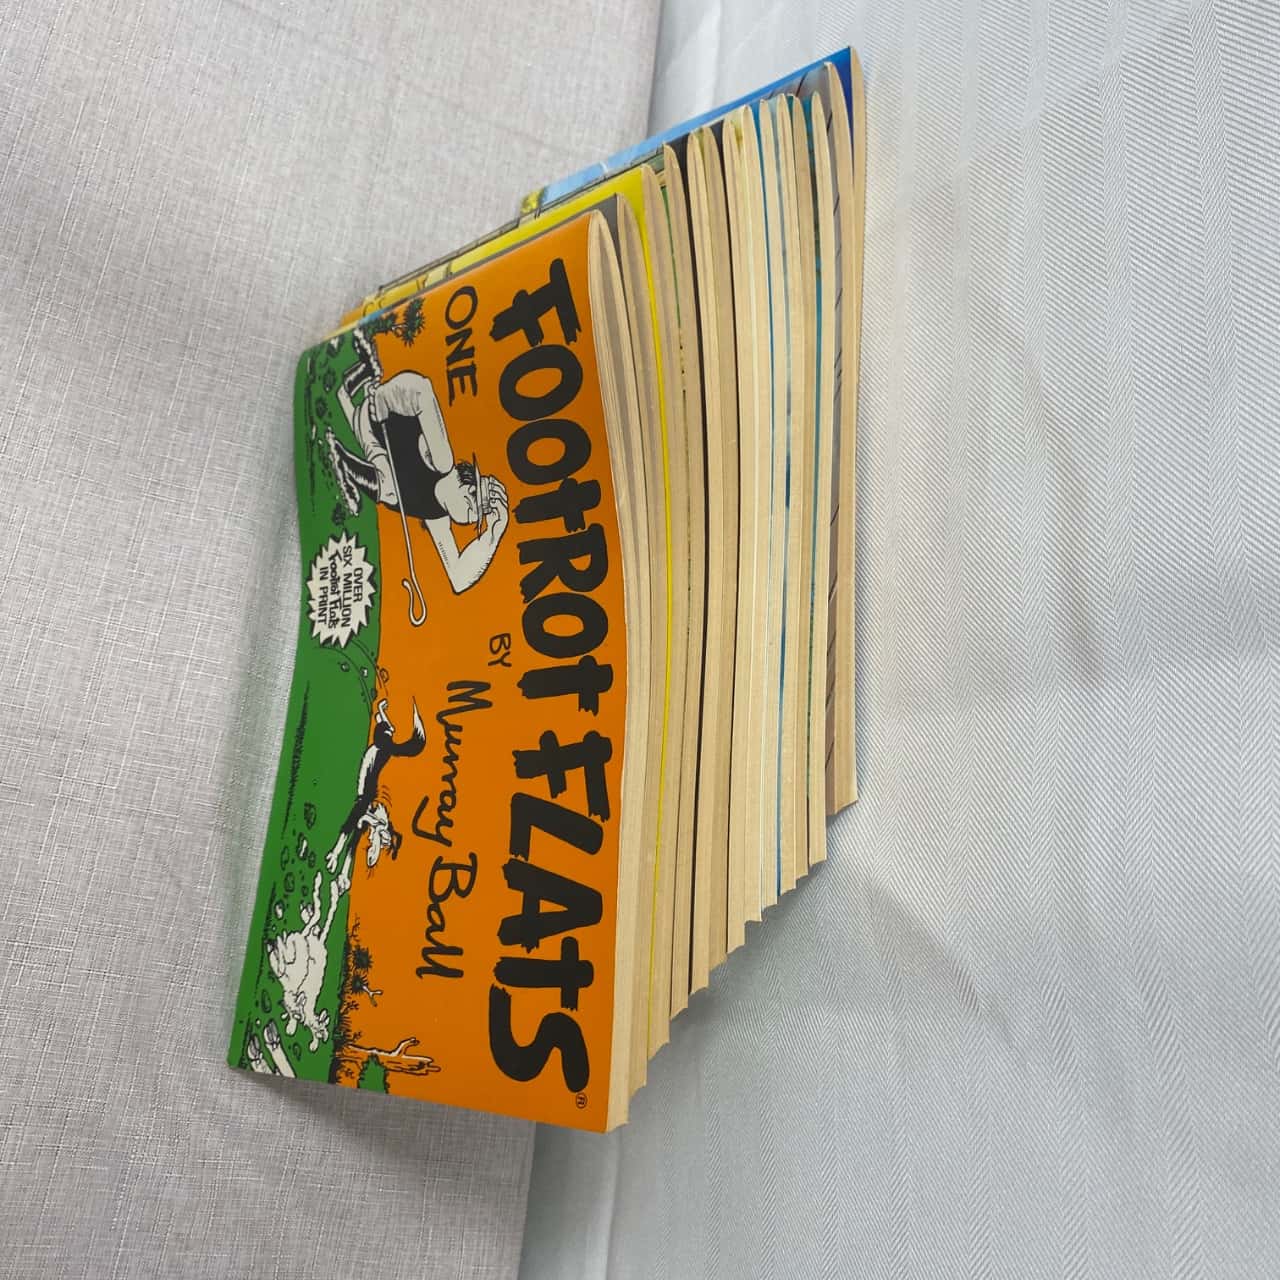 FOOTROT FLATS®
ONE
BY
Murray Ball
OVER
SIX MILLION
Footrot Flats
IN PRINT